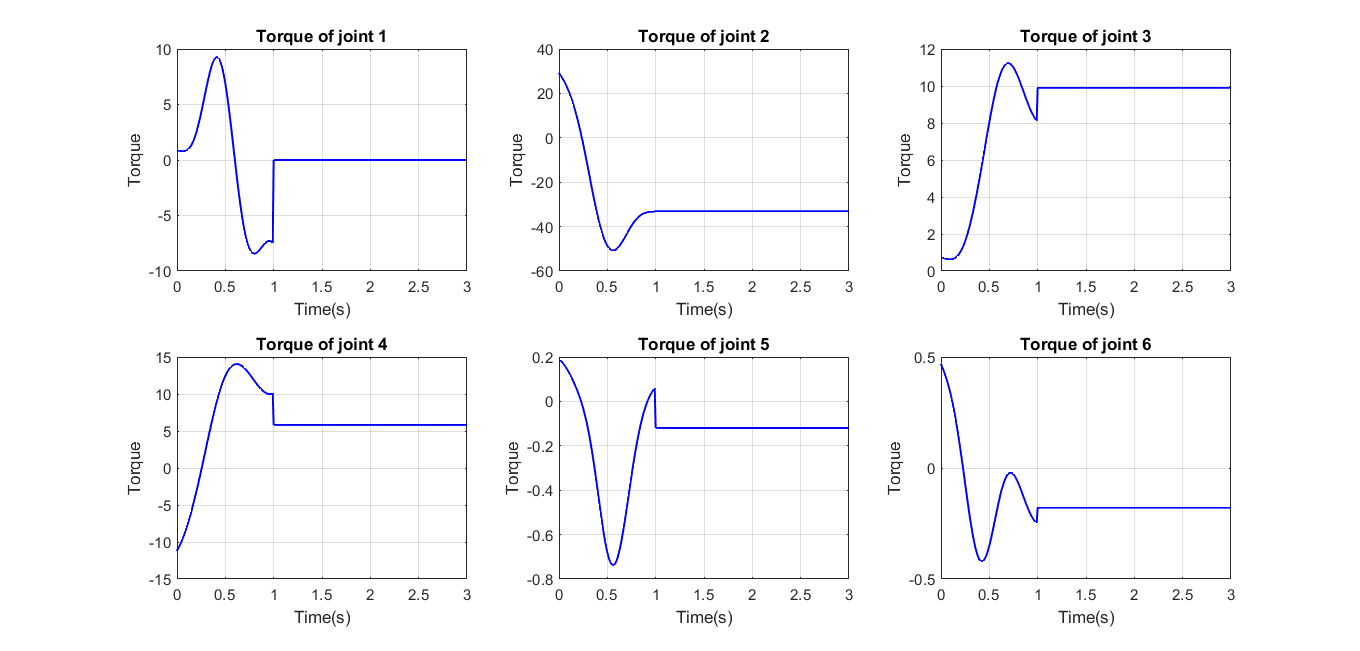 Torque of joint 1
10
5
0
-5
-10
Torque
0 0.5 1 1.5 2 2.5 3
Time(s)
Torque of joint 2
40
20
0
-20
-40
-60
Torque
0 0.5 1 1.5 2 2.5 3
Time(s)
Torque of joint 3
12
10
8
6
4
2
0
Torque
0 0.5 1 1.5 2 2.5 3
Time(s)
Torque of joint 4
15
10
5
0
-5
-10
-15
Torque
0 0.5 1 1.5 2 2.5 3
Time(s)
Torque of joint 5
0.2
0
-0.2
-0.4
-0.6
-0.8
Torque
0 0.5 1 1.5 2 2.5 3
Time(s)
Torque of joint 6
0.5
0
-0.5
Torque
0 0.5 1 1.5 2 2.5 3
Time(s)